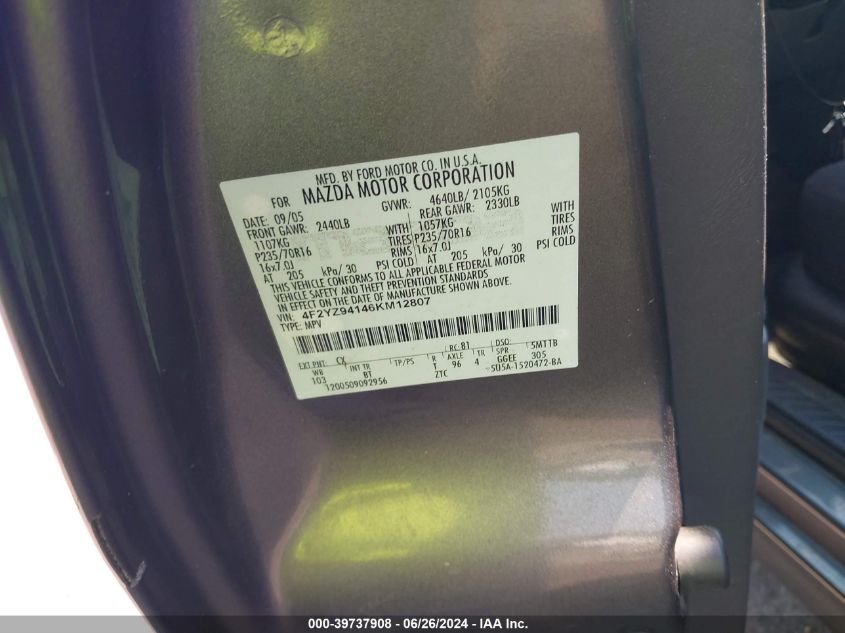 MFD. BY FORD MOTOR CO. IN U.S.A.
FOR MAZDA MOTOR CORPORATION
DATE: 09/05 GVWR: 4640LB/ 2105KG
FRONT GAWR: 2440LB REAR GAWR: 2330LB
1107KG WITH 1057KG WITH
P235/70R16 TIRES P235/70R16 TIRES
16x7.0J RIMS 16x7.0J RIMS
AT 205 kPa/ 30 PSI COLD AT 205 kPa/ 30 PSI COLD
THIS VEHICLE CONFORMS TO ALL APPLICABLE FEDERAL MOTOR
VEHICLE SAFETY AND THEFT PREVENTION STANDARDS
IN EFFECT ON THE DATE OF MANUFACTURE SHOWN ABOVE.
VIN: 4F2YZ94146KM12807
TYPE: MPV
EXT PNT: CX RC: 81 DSO: 5MTTB
WB INT TR TP/PS R AXLE TR SPR
103 BT T 96 4 GGEE 305
1200509092956 ZTC 5U5A-1520472-BA
000-39737908 - 06/26/2024 - IAA Inc.